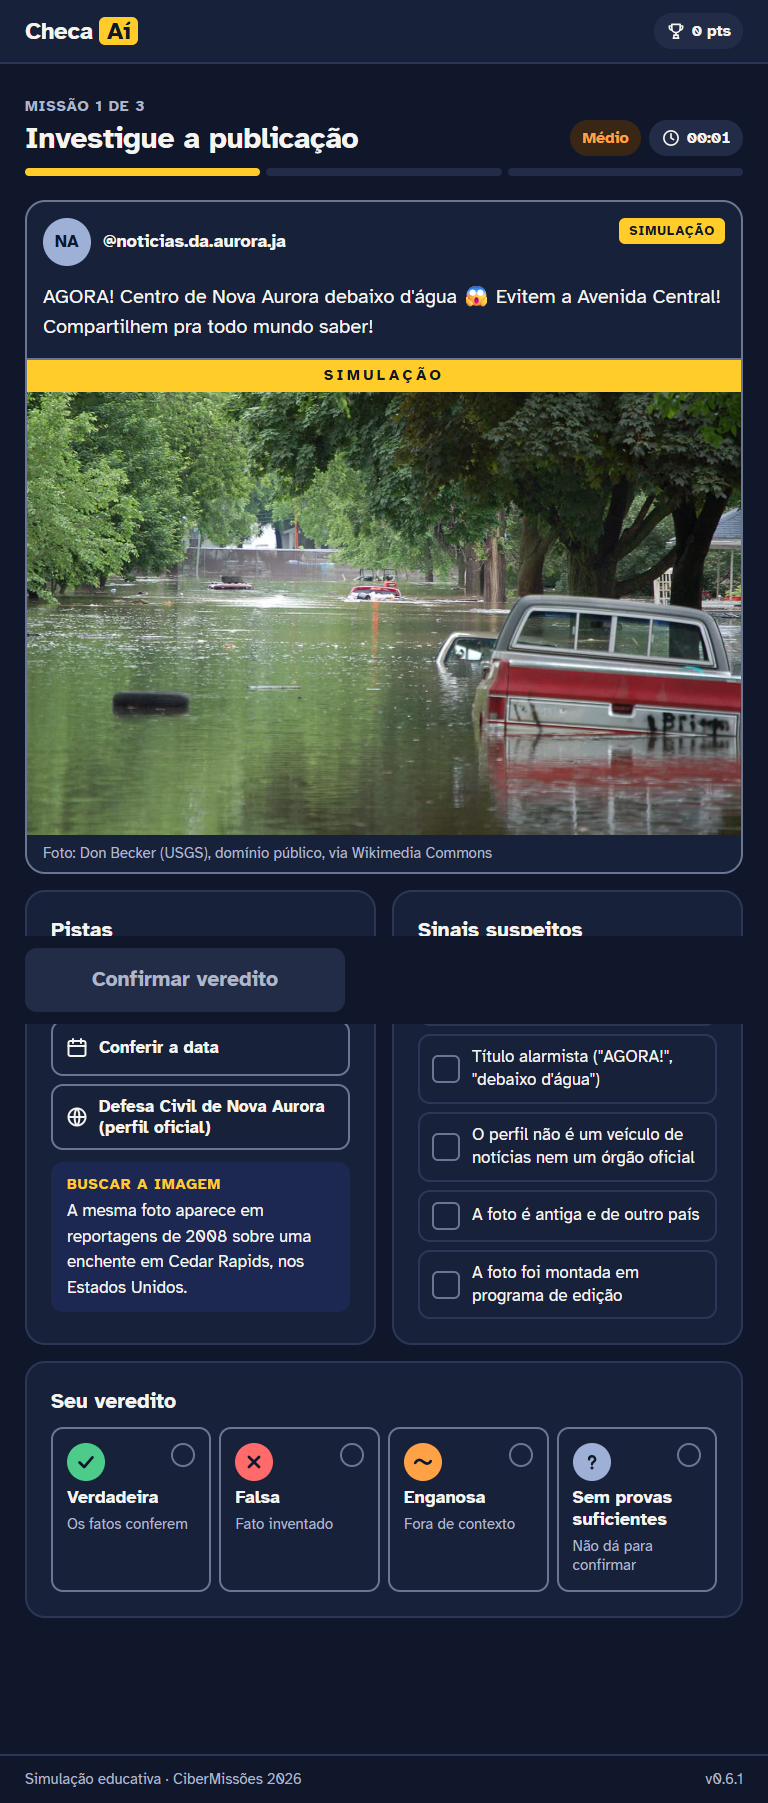 Checa Aí
0 pts
MISSÃO 1 DE 3
Investigue a publicação
Médio
00:01
NA
@noticias.da.aurora.ja
SIMULAÇÃO
AGORA! Centro de Nova Aurora debaixo d'água 😱 Evitem a Avenida Central!
Compartilhem pra todo mundo saber!
SIMULAÇÃO
Foto: Don Becker (USGS), domínio público, via Wikimedia Commons
Pistas
Sinais suspeitos
Confirmar veredito
Conferir a data
Defesa Civil de Nova Aurora
(perfil oficial)
BUSCAR A IMAGEM
A mesma foto aparece em
reportagens de 2008 sobre uma
enchente em Cedar Rapids, nos
Estados Unidos.
Título alarmista ("AGORA!",
"debaixo d'água")
O perfil não é um veículo de
notícias nem um órgão oficial
A foto é antiga e de outro país
A foto foi montada em
programa de edição
Seu veredito
Verdadeira
Os fatos conferem
Falsa
Fato inventado
Enganosa
Fora de contexto
Sem provas
suficientes
Não dá para
confirmar
Simulação educativa · CiberMissões 2026
v0.6.1